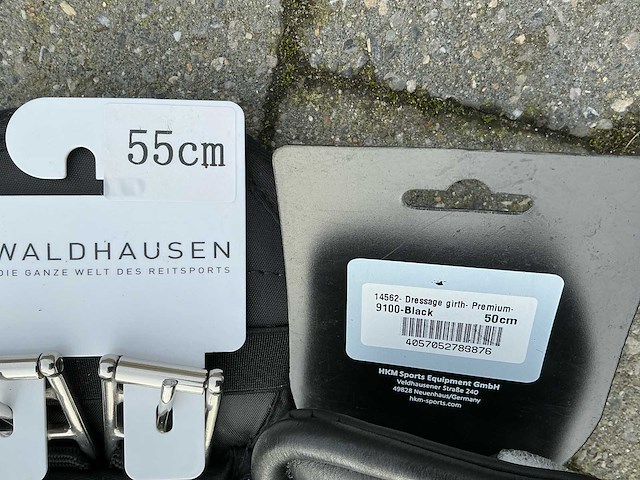 55cm
WALDHAUSEN
DIE GANZE WELT DES REITSPORTS
14562- Dressage girth- Premium-
9100-Black 50cm
4057052789876
HKM Sports Equipment GmbH
Veldhausener Straße 240
49828 Neuenhaus/Germany
hkm-sports.com